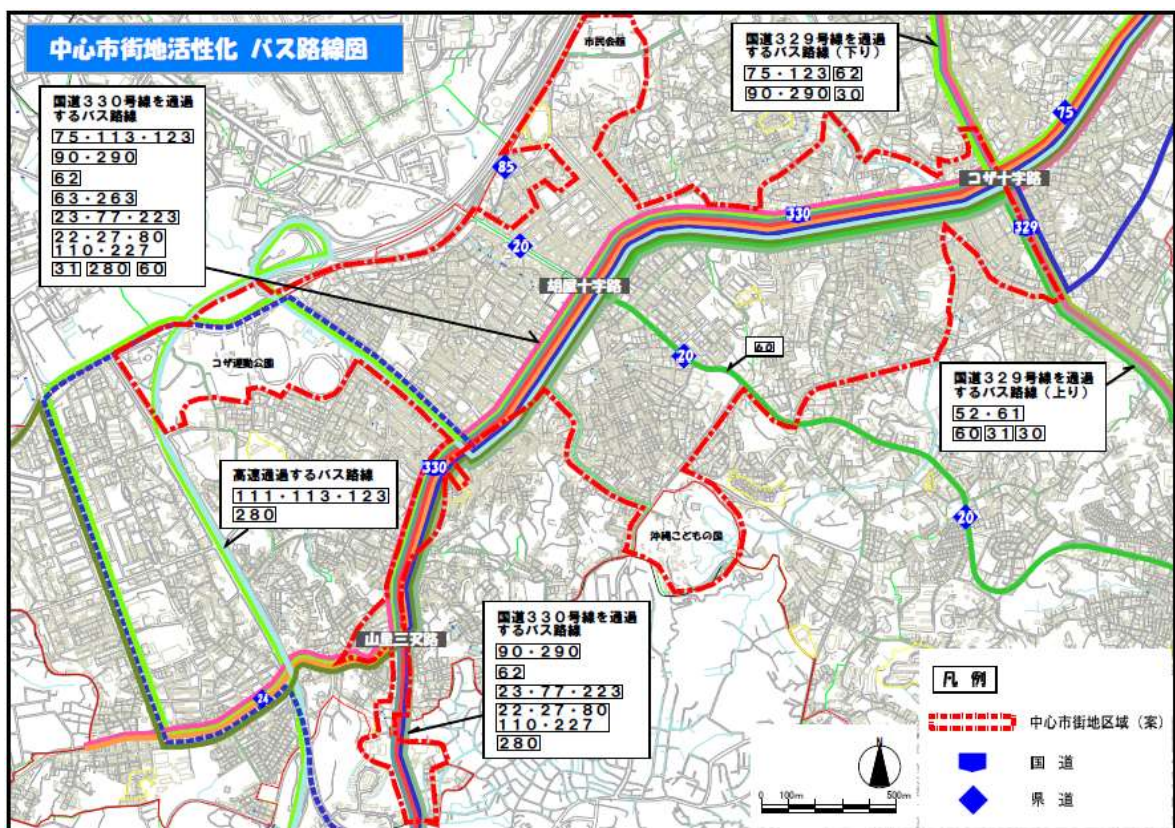 中心市街地活性化 バス路線図
市民会館
国道329号線を通過
するバス路線（下り）
75・123 62
90・290 30
国道330号線を通過
するバス路線
75・113・123
90・290
62
63・263
23・77・223
22・27・80
110・227
31 280 60
75
85
コザ十字路
330
329
20
胡屋十字路
コザ運動公園
60
20
国道329号線を通過
するバス路線（上り）
52・61
60 31 30
330
高速通過するバス路線
111・113・123
280
沖縄こどもの国
20
国道330号線を通過
するバス路線
90・290
62
23・77・223
22・27・80
110・227
280
山里三叉路
24
凡 例
中心市街地区域（案）
国 道
県 道
N
0 100m 500m